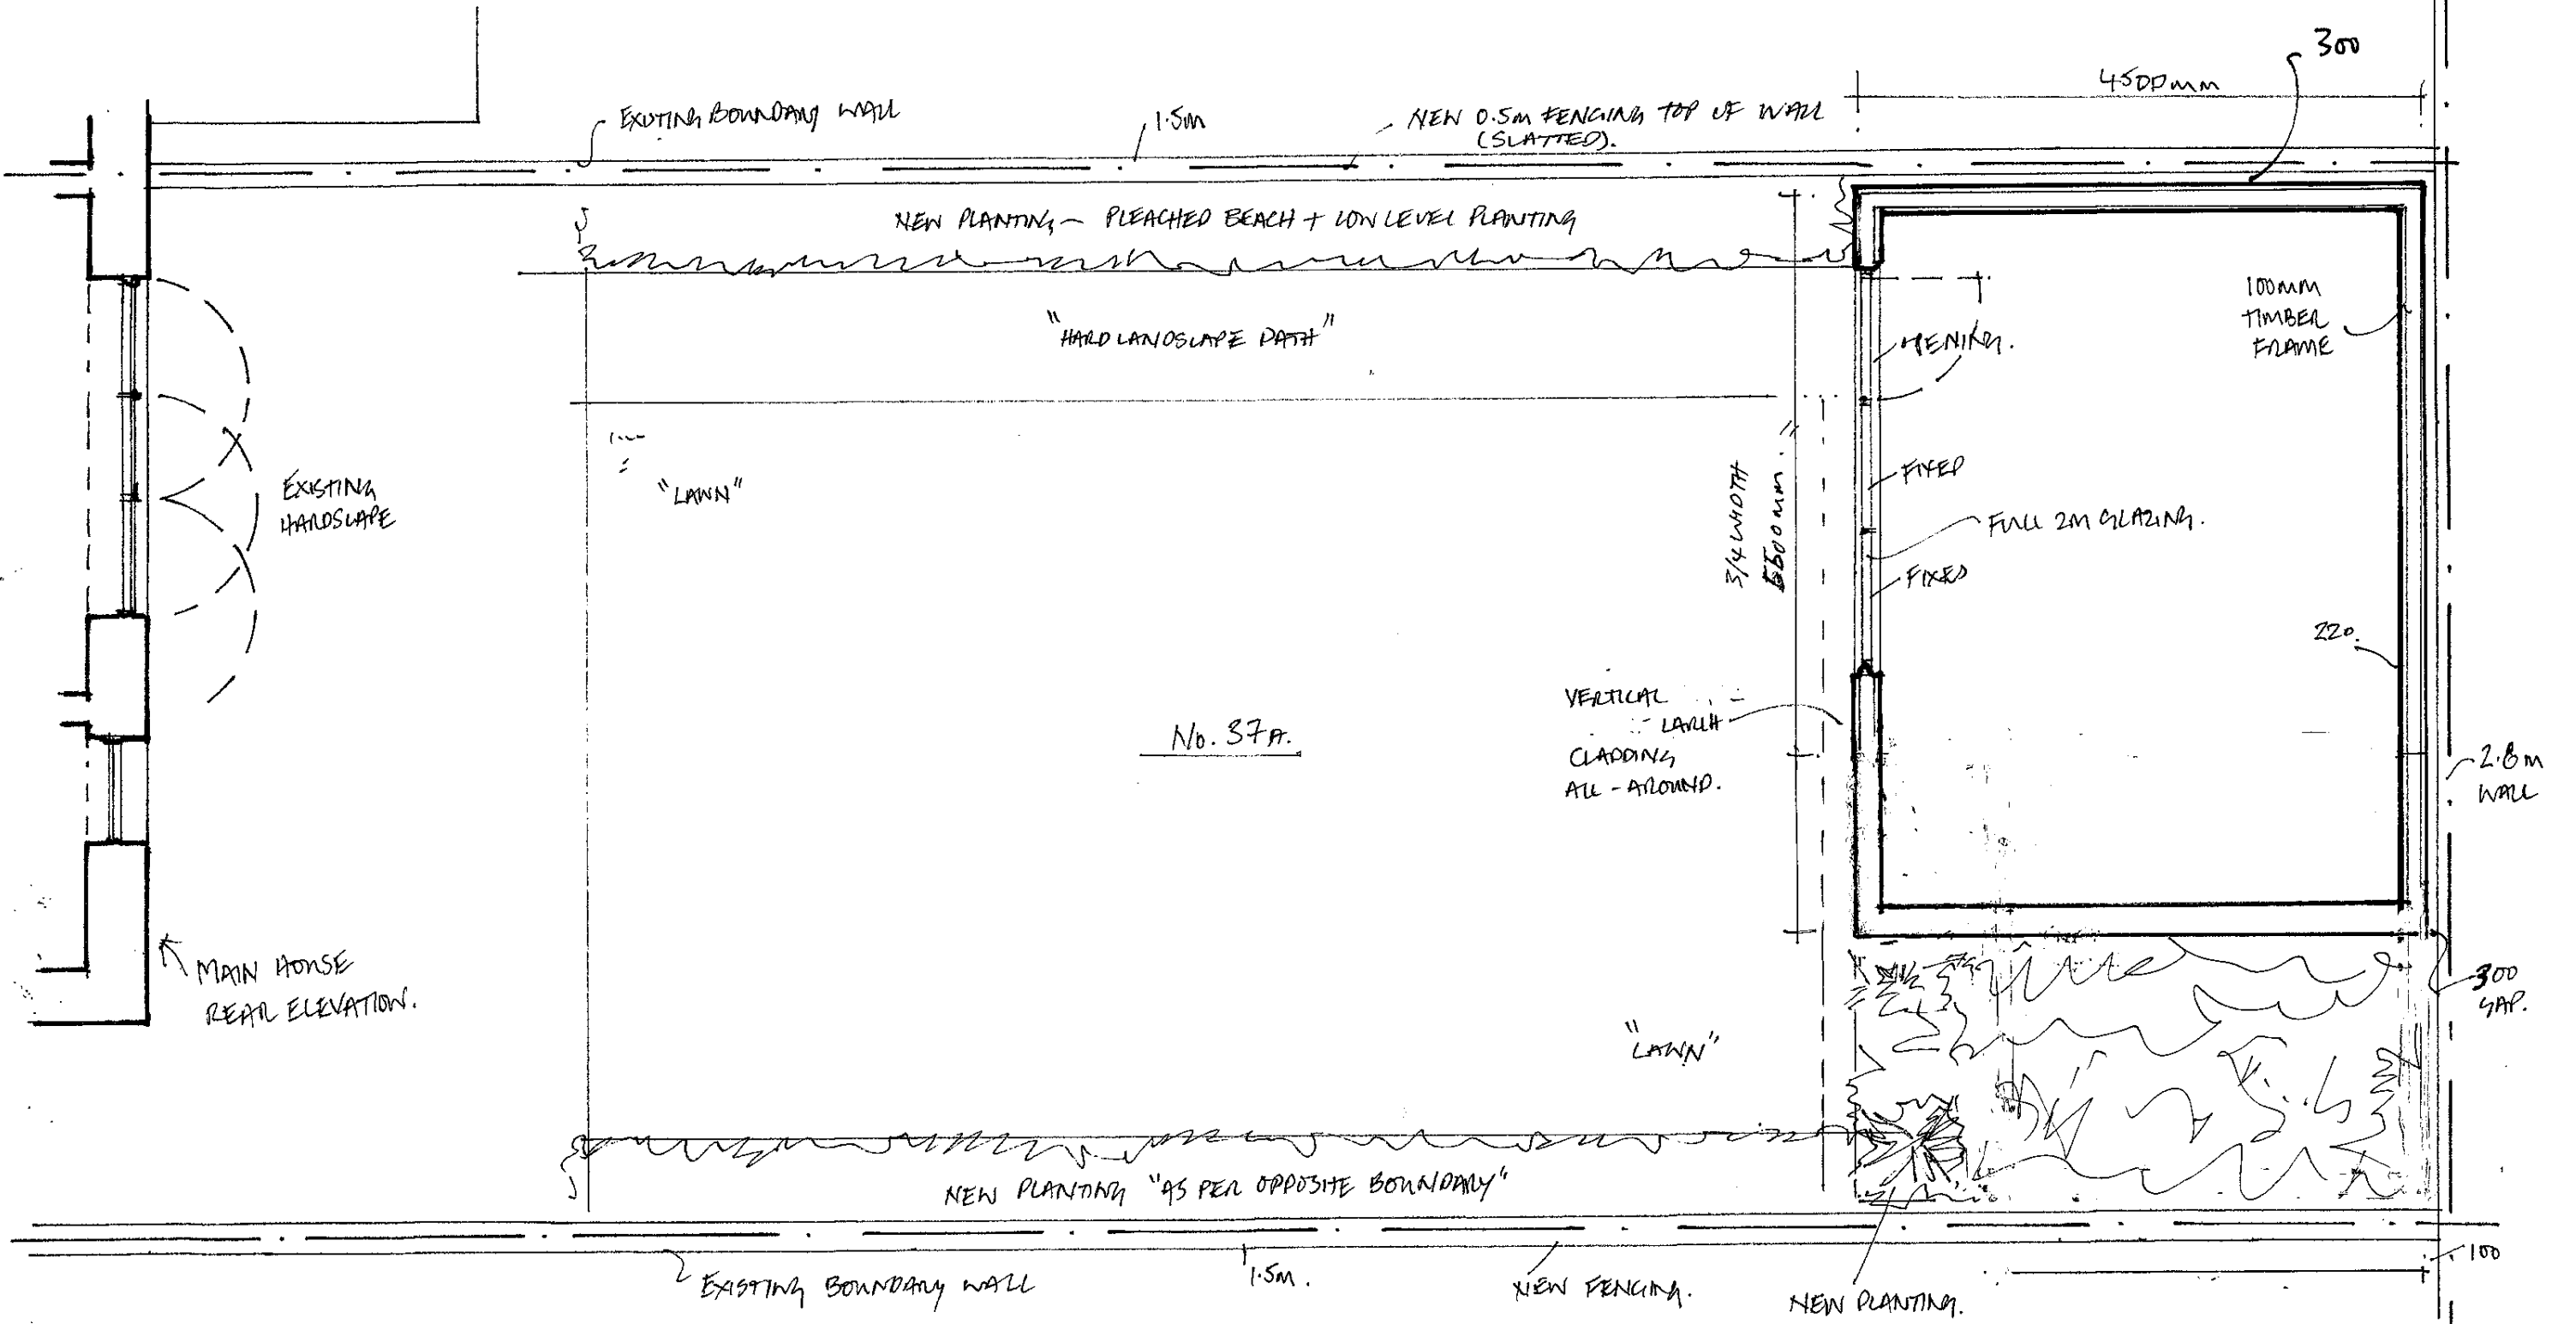 300
4500mm
EXISTING BOUNDARY WALL
1.5m
NEW 0.5m FENCING TOP OF WALL
(SLATTED).
NEW PLANTING - PLEACHED BEACH + LOW LEVEL PLANTING
"HARD LANDSCAPE PATH"
100mm
TIMBER
FRAME
OPENING.
"LAWN"
EXISTING
HARDSCAPE
FIXED
FULL 2M GLAZING.
FIXED
3/4 WIDTH
220.
VERTICAL
LARCH
CLADDING
ALL-AROUND.
No. 37A.
2.8m
WALL
MAIN HOUSE
REAR ELEVATION.
300
GAP.
"LAWN"
NEW PLANTING "AS PER OPPOSITE BOUNDARY"
EXISTING BOUNDARY WALL
1.5m.
NEW FENCING.
NEW PLANTING.
100